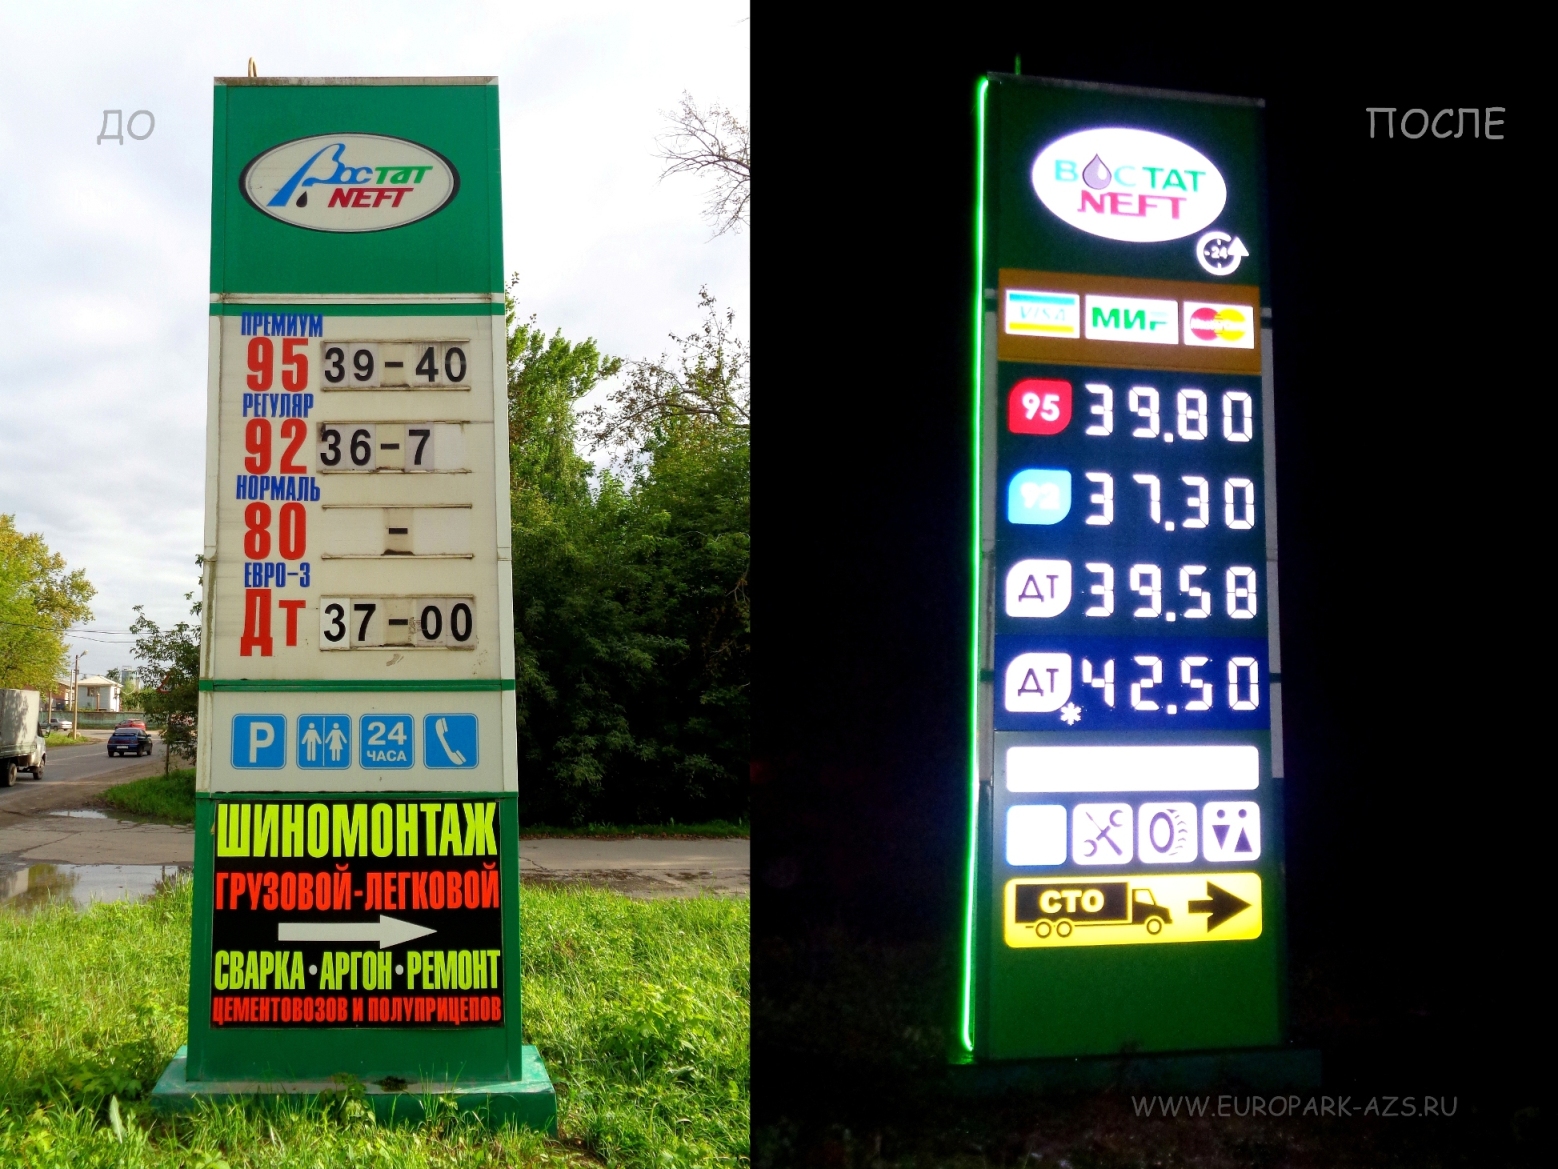 ДО
Востат
NEFT
ПРЕМИУМ
95 39-40
РЕГУЛЯР
92 36-7
НОРМАЛЬ
80 -
ЕВРО-3
Дт 37-00
P
24
ЧАСА
ШИНОМОНТАЖ
ГРУЗОВОЙ-ЛЕГКОВОЙ
СВАРКА·АРГОН·РЕМОНТ
ЦЕМЕНТОВОЗОВ И ПОЛУПРИЦЕПОВ
ПОСЛЕ
ВОСТАТ
NEFT
24
VISA МИР
95 39.80
92 37.30
ДТ 39.58
ДТ* 42.50
СТО
WWW.EUROPARK-AZS.RU